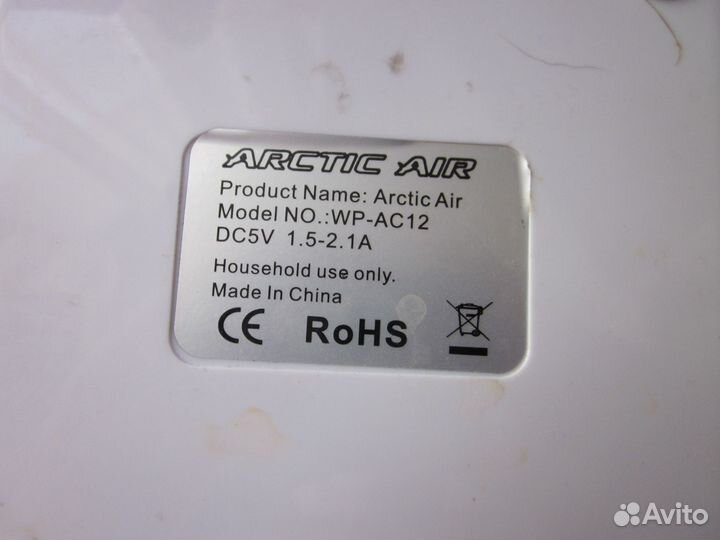 ARCTIC AIR
Product Name: Arctic Air
Model NO.:WP-AC12
DC5V 1.5-2.1A
Household use only.
Made In China
CE RoHS
Avito